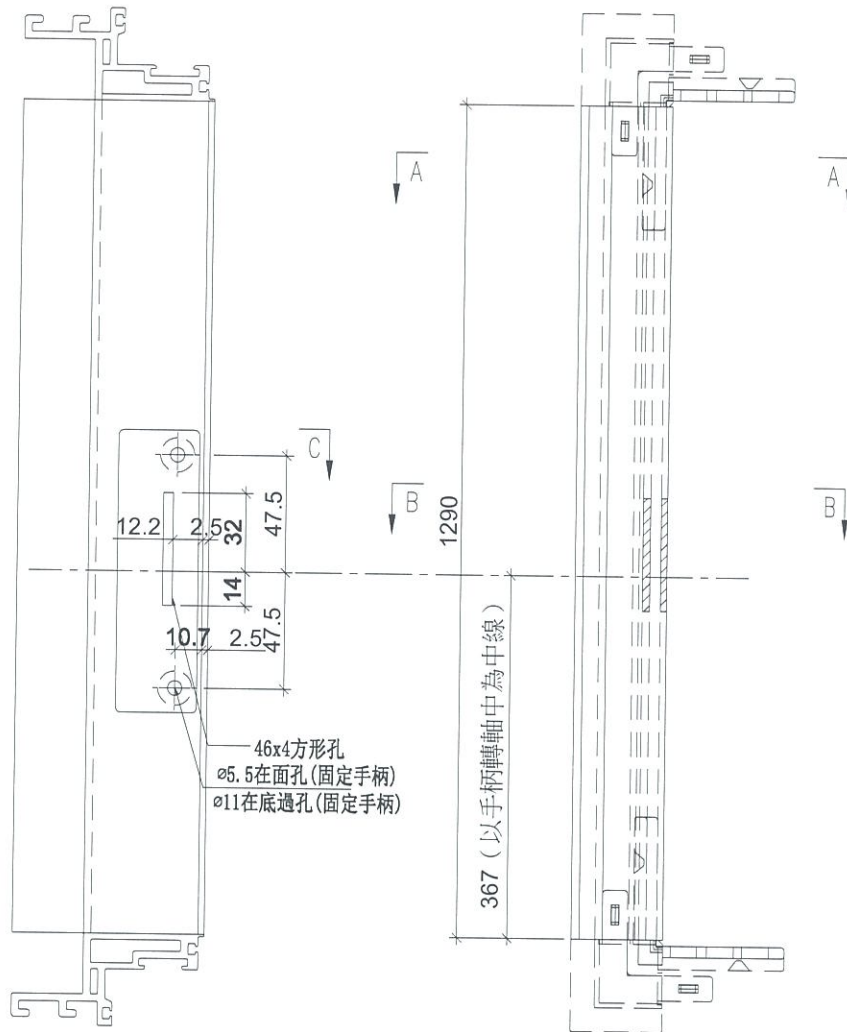 A
A
C
B
B
12.2
2.5
32
47.5
14
10.7
2.5
47.5
46x4方形孔
ø5.5在面孔(固定手柄)
ø11在底過孔(固定手柄)
1290
367（以手柄轉軸中為中線）